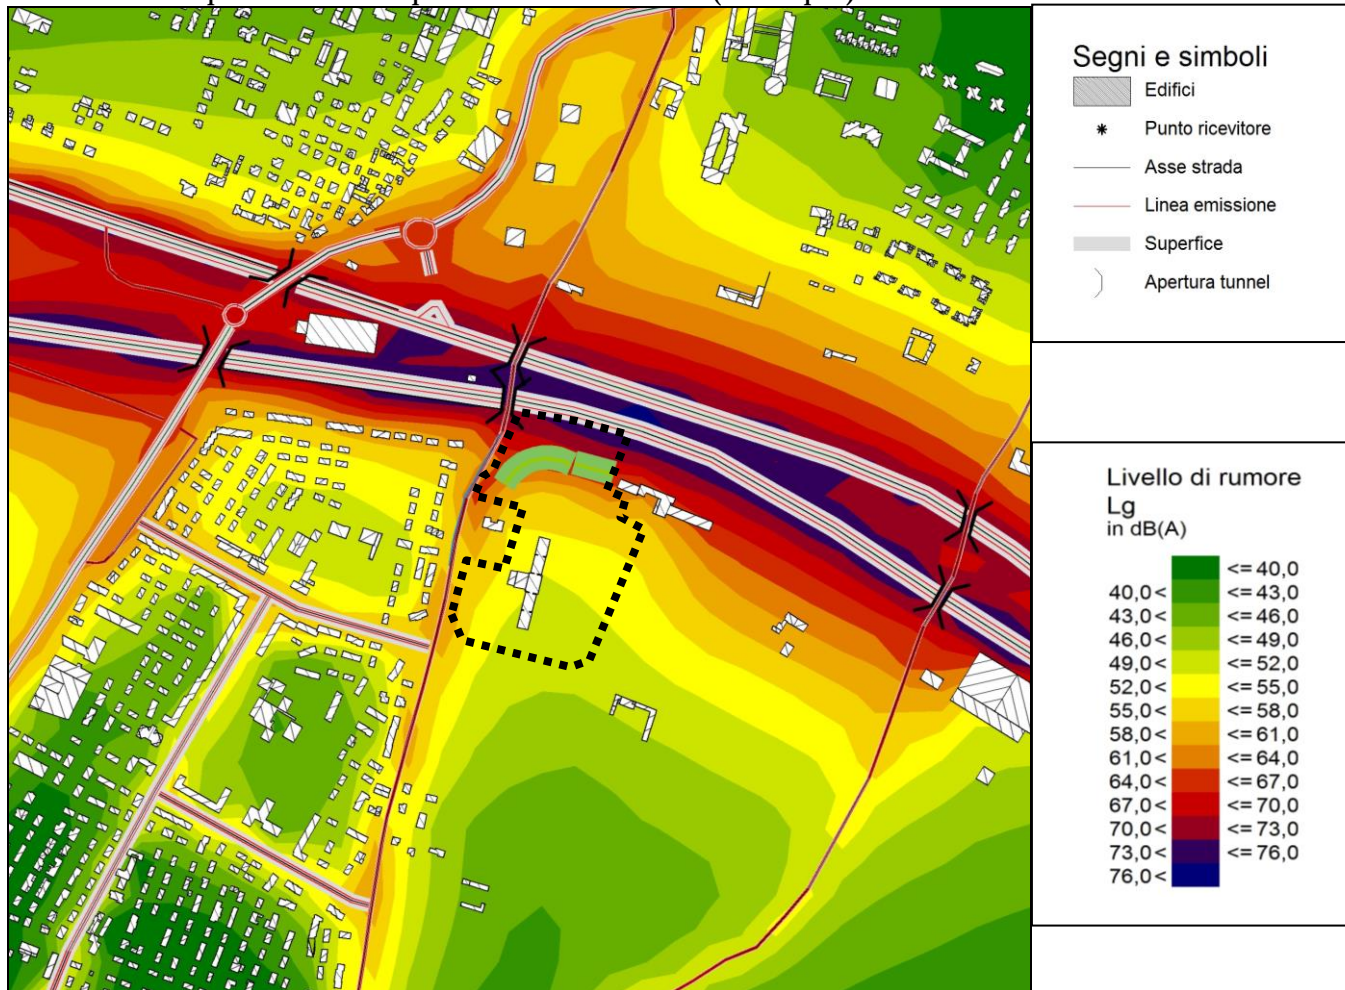 Segni e simboli
Edifici
Punto ricevitore
Asse strada
Linea emissione
Superfice
Apertura tunnel
Livello di rumore
Lg
in dB(A)
<= 40,0
40,0 < <= 43,0
43,0 < <= 46,0
46,0 < <= 49,0
49,0 < <= 52,0
52,0 < <= 55,0
55,0 < <= 58,0
58,0 < <= 61,0
61,0 < <= 64,0
64,0 < <= 67,0
67,0 < <= 70,0
70,0 < <= 73,0
73,0 < <= 76,0
76,0 <